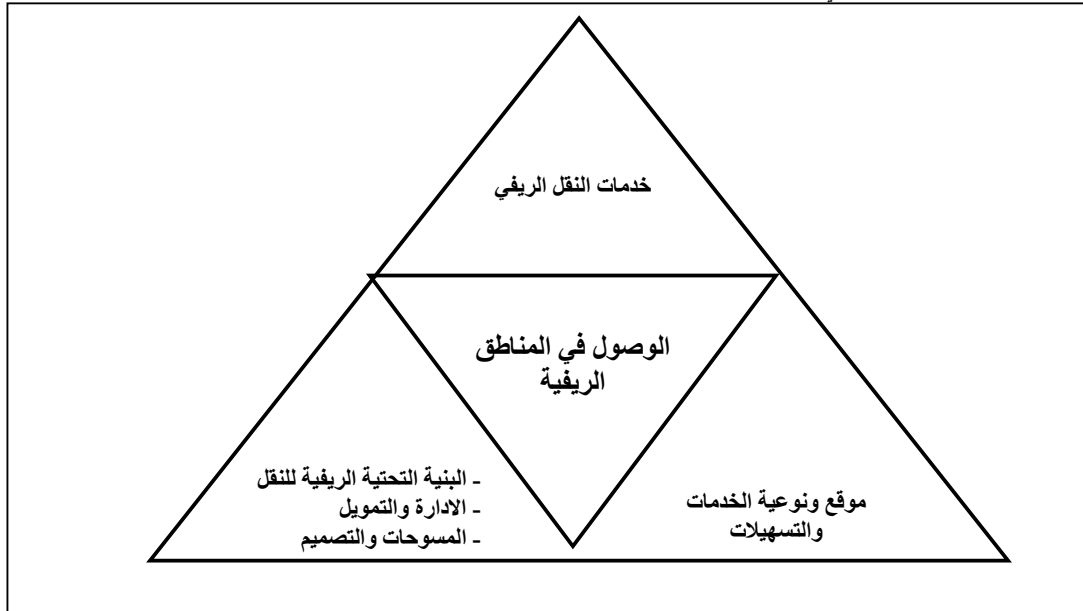 خدمات النقل الريفي
الوصول في المناطق
الريفية
- البنية التحتية الريفية للنقل
- الادارة والتمويل
- المسوحات والتصميم
موقع ونوعية الخدمات
والتسهيلات